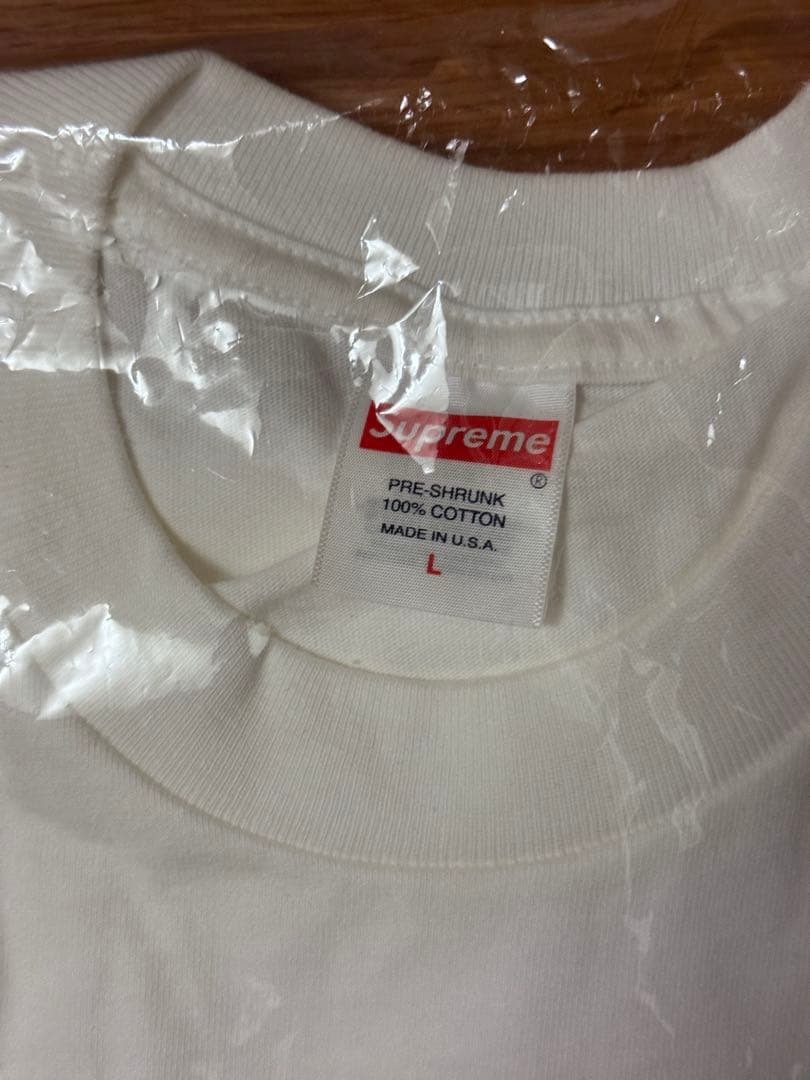 Supreme
®
PRE-SHRUNK
100% COTTON
MADE IN U.S.A.
L